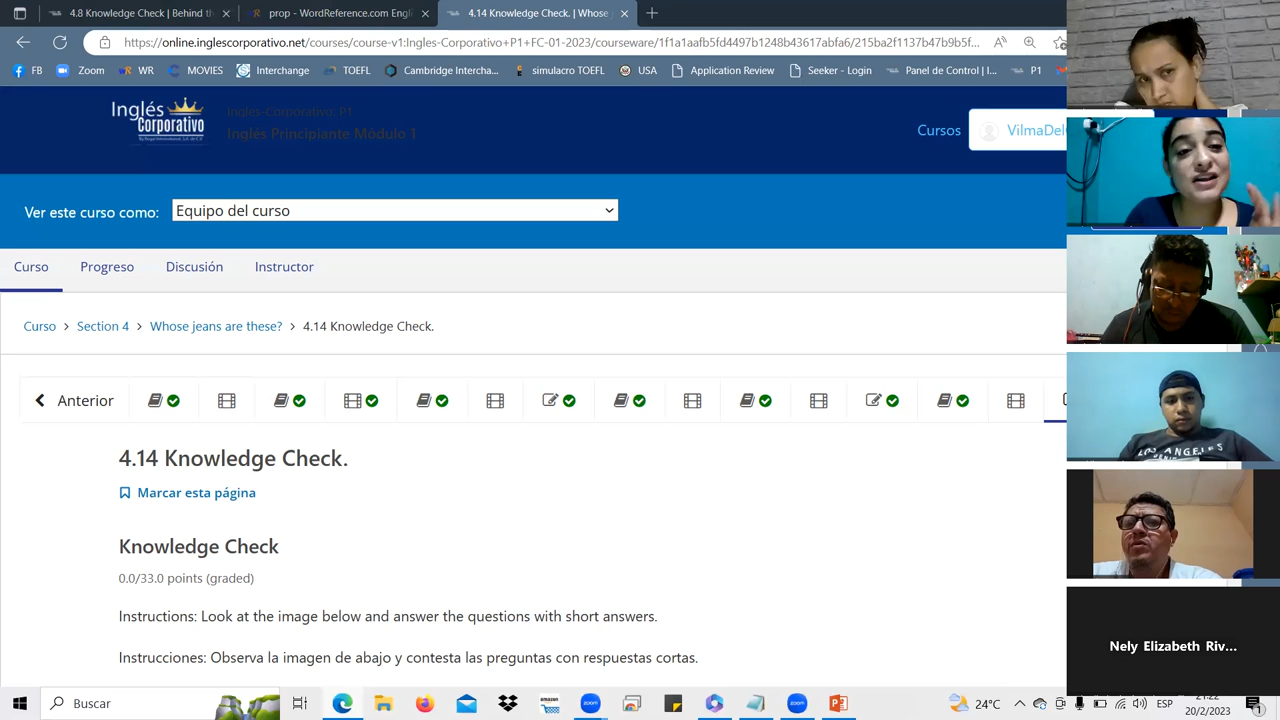 4.8 Knowledge Check | Behind th
prop - WordReference.com Engl
4.14 Knowledge Check. | Whose j
https://online.inglescorporativo.net/courses/course-v1:Ingles-Corporativo+P1+FC-01-2023/courseware/1f1a1aafb5fd4497b1248b43617abfa6/215ba2f1137b47b9b5f...
FB
Zoom
WR
MOVIES
Interchange
TOEFL
Cambridge Intercha...
simulacro TOEFL
USA
Application Review
Seeker - Login
Panel de Control | I...
P1
Inglés Corporativo
Ingles-Corporativo: P1
Inglés Principiante Módulo 1
Cursos
VilmaDel
Ver este curso como:
Equipo del curso
Curso
Progreso
Discusión
Instructor
Curso > Section 4 > Whose jeans are these? > 4.14 Knowledge Check.
Anterior
4.14 Knowledge Check.
Marcar esta página
Knowledge Check
0.0/33.0 points (graded)
Instructions: Look at the image below and answer the questions with short answers.
Instrucciones: Observa la imagen de abajo y contesta las preguntas con respuestas cortas.
LOS ANGELES
Nely Elizabeth Riv...
Buscar
amazon
zoom
zoom
24°C
ESP
21:22
20/2/2023
1